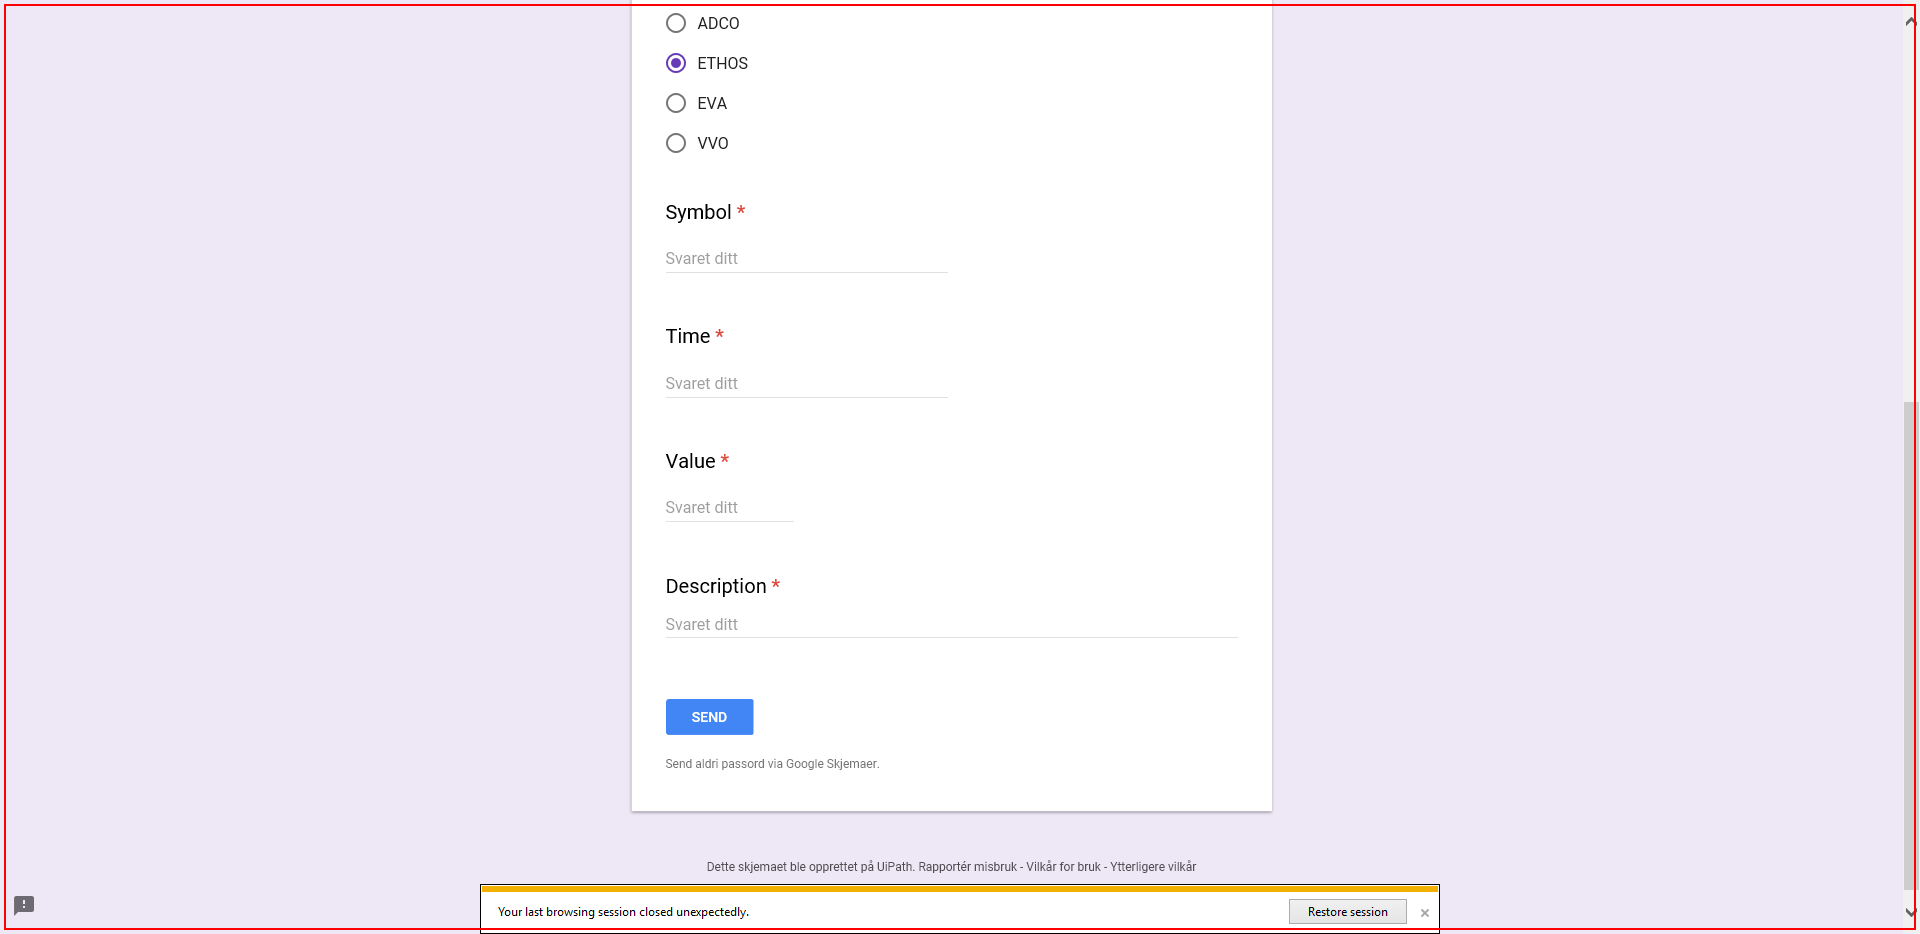 ADCO
ETHOS
EVA
VVO
Symbol *
Svaret ditt
Time *
Svaret ditt
Value *
Svaret ditt
Description *
Svaret ditt
SEND
Send aldri passord via Google Skjemaer.
Dette skjemaet ble opprettet på UiPath. Rapportér misbruk - Vilkår for bruk - Ytterligere vilkår
Your last browsing session closed unexpectedly.
Restore session